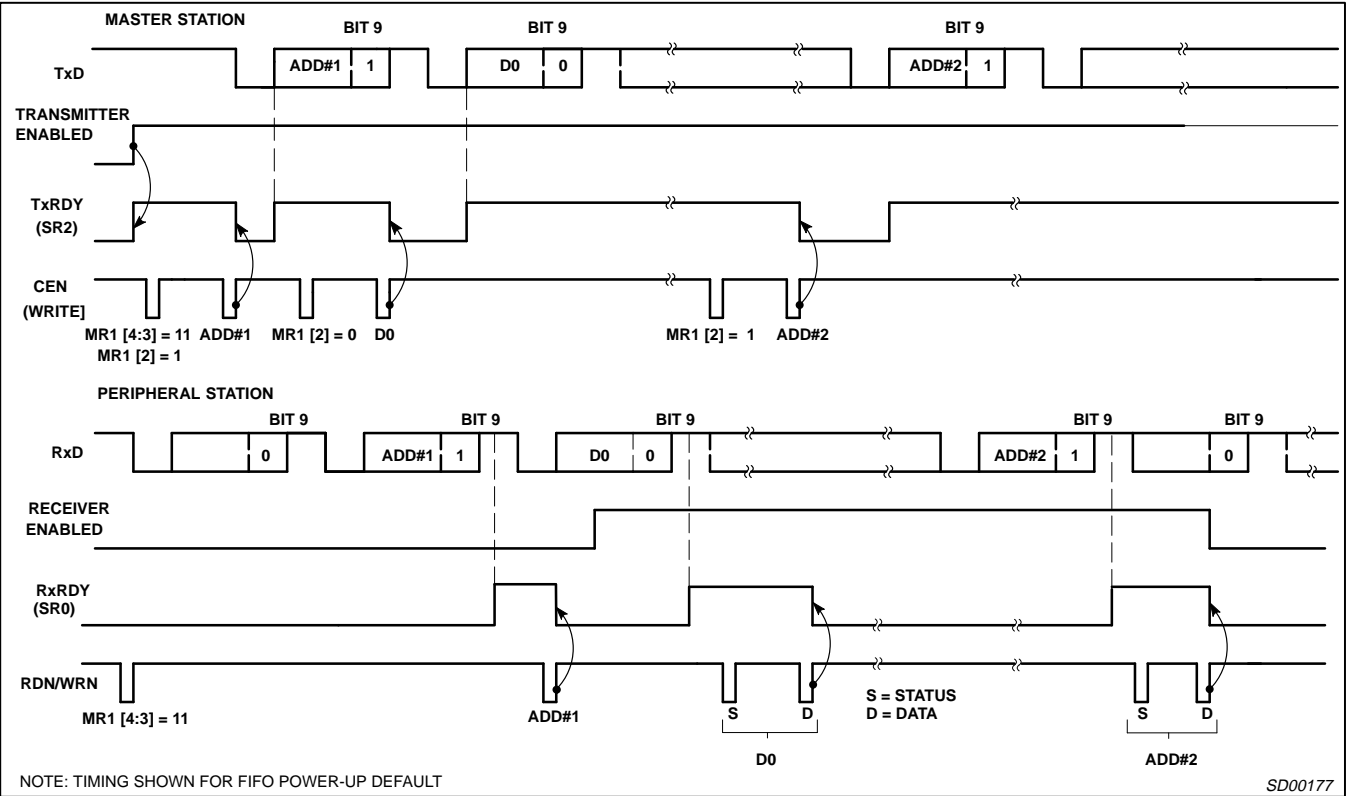 MASTER STATION
BIT 9 BIT 9 BIT 9
TxD ADD#1 1 D0 0 ADD#2 1
TRANSMITTER
ENABLED
TxRDY
(SR2)
CEN
(WRITE]
MR1 [4:3] = 11 ADD#1 MR1 [2] = 0 D0 MR1 [2] = 1 ADD#2
MR1 [2] = 1
PERIPHERAL STATION
BIT 9 BIT 9 BIT 9 BIT 9 BIT 9
RxD 0 ADD#1 1 D0 0 ADD#2 1 0
RECEIVER
ENABLED
RxRDY
(SR0)
RDN/WRN
S = STATUS
D = DATA
MR1 [4:3] = 11 ADD#1 S D S D
D0 ADD#2
NOTE: TIMING SHOWN FOR FIFO POWER-UP DEFAULT
SD00177